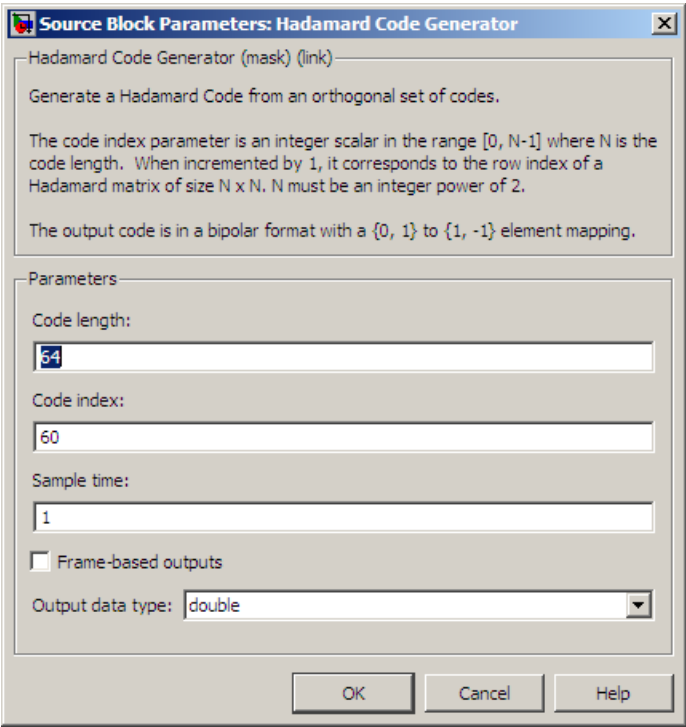 Source Block Parameters: Hadamard Code Generator
Hadamard Code Generator (mask) (link)
Generate a Hadamard Code from an orthogonal set of codes.
The code index parameter is an integer scalar in the range [0, N-1] where N is the
code length. When incremented by 1, it corresponds to the row index of a
Hadamard matrix of size N x N. N must be an integer power of 2.
The output code is in a bipolar format with a {0, 1} to {1, -1} element mapping.
Parameters
Code length:
64
Code index:
60
Sample time:
1
Frame-based outputs
Output data type: double
OK Cancel Help